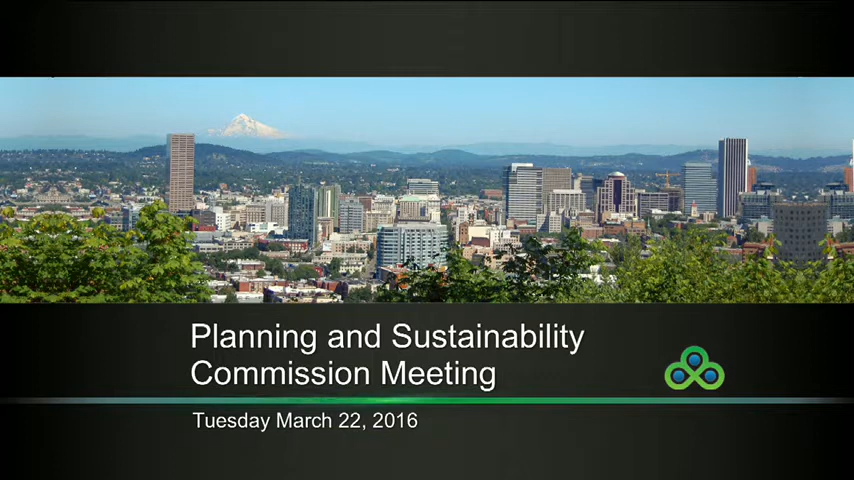 Planning and Sustainability
Commission Meeting
Tuesday March 22, 2016